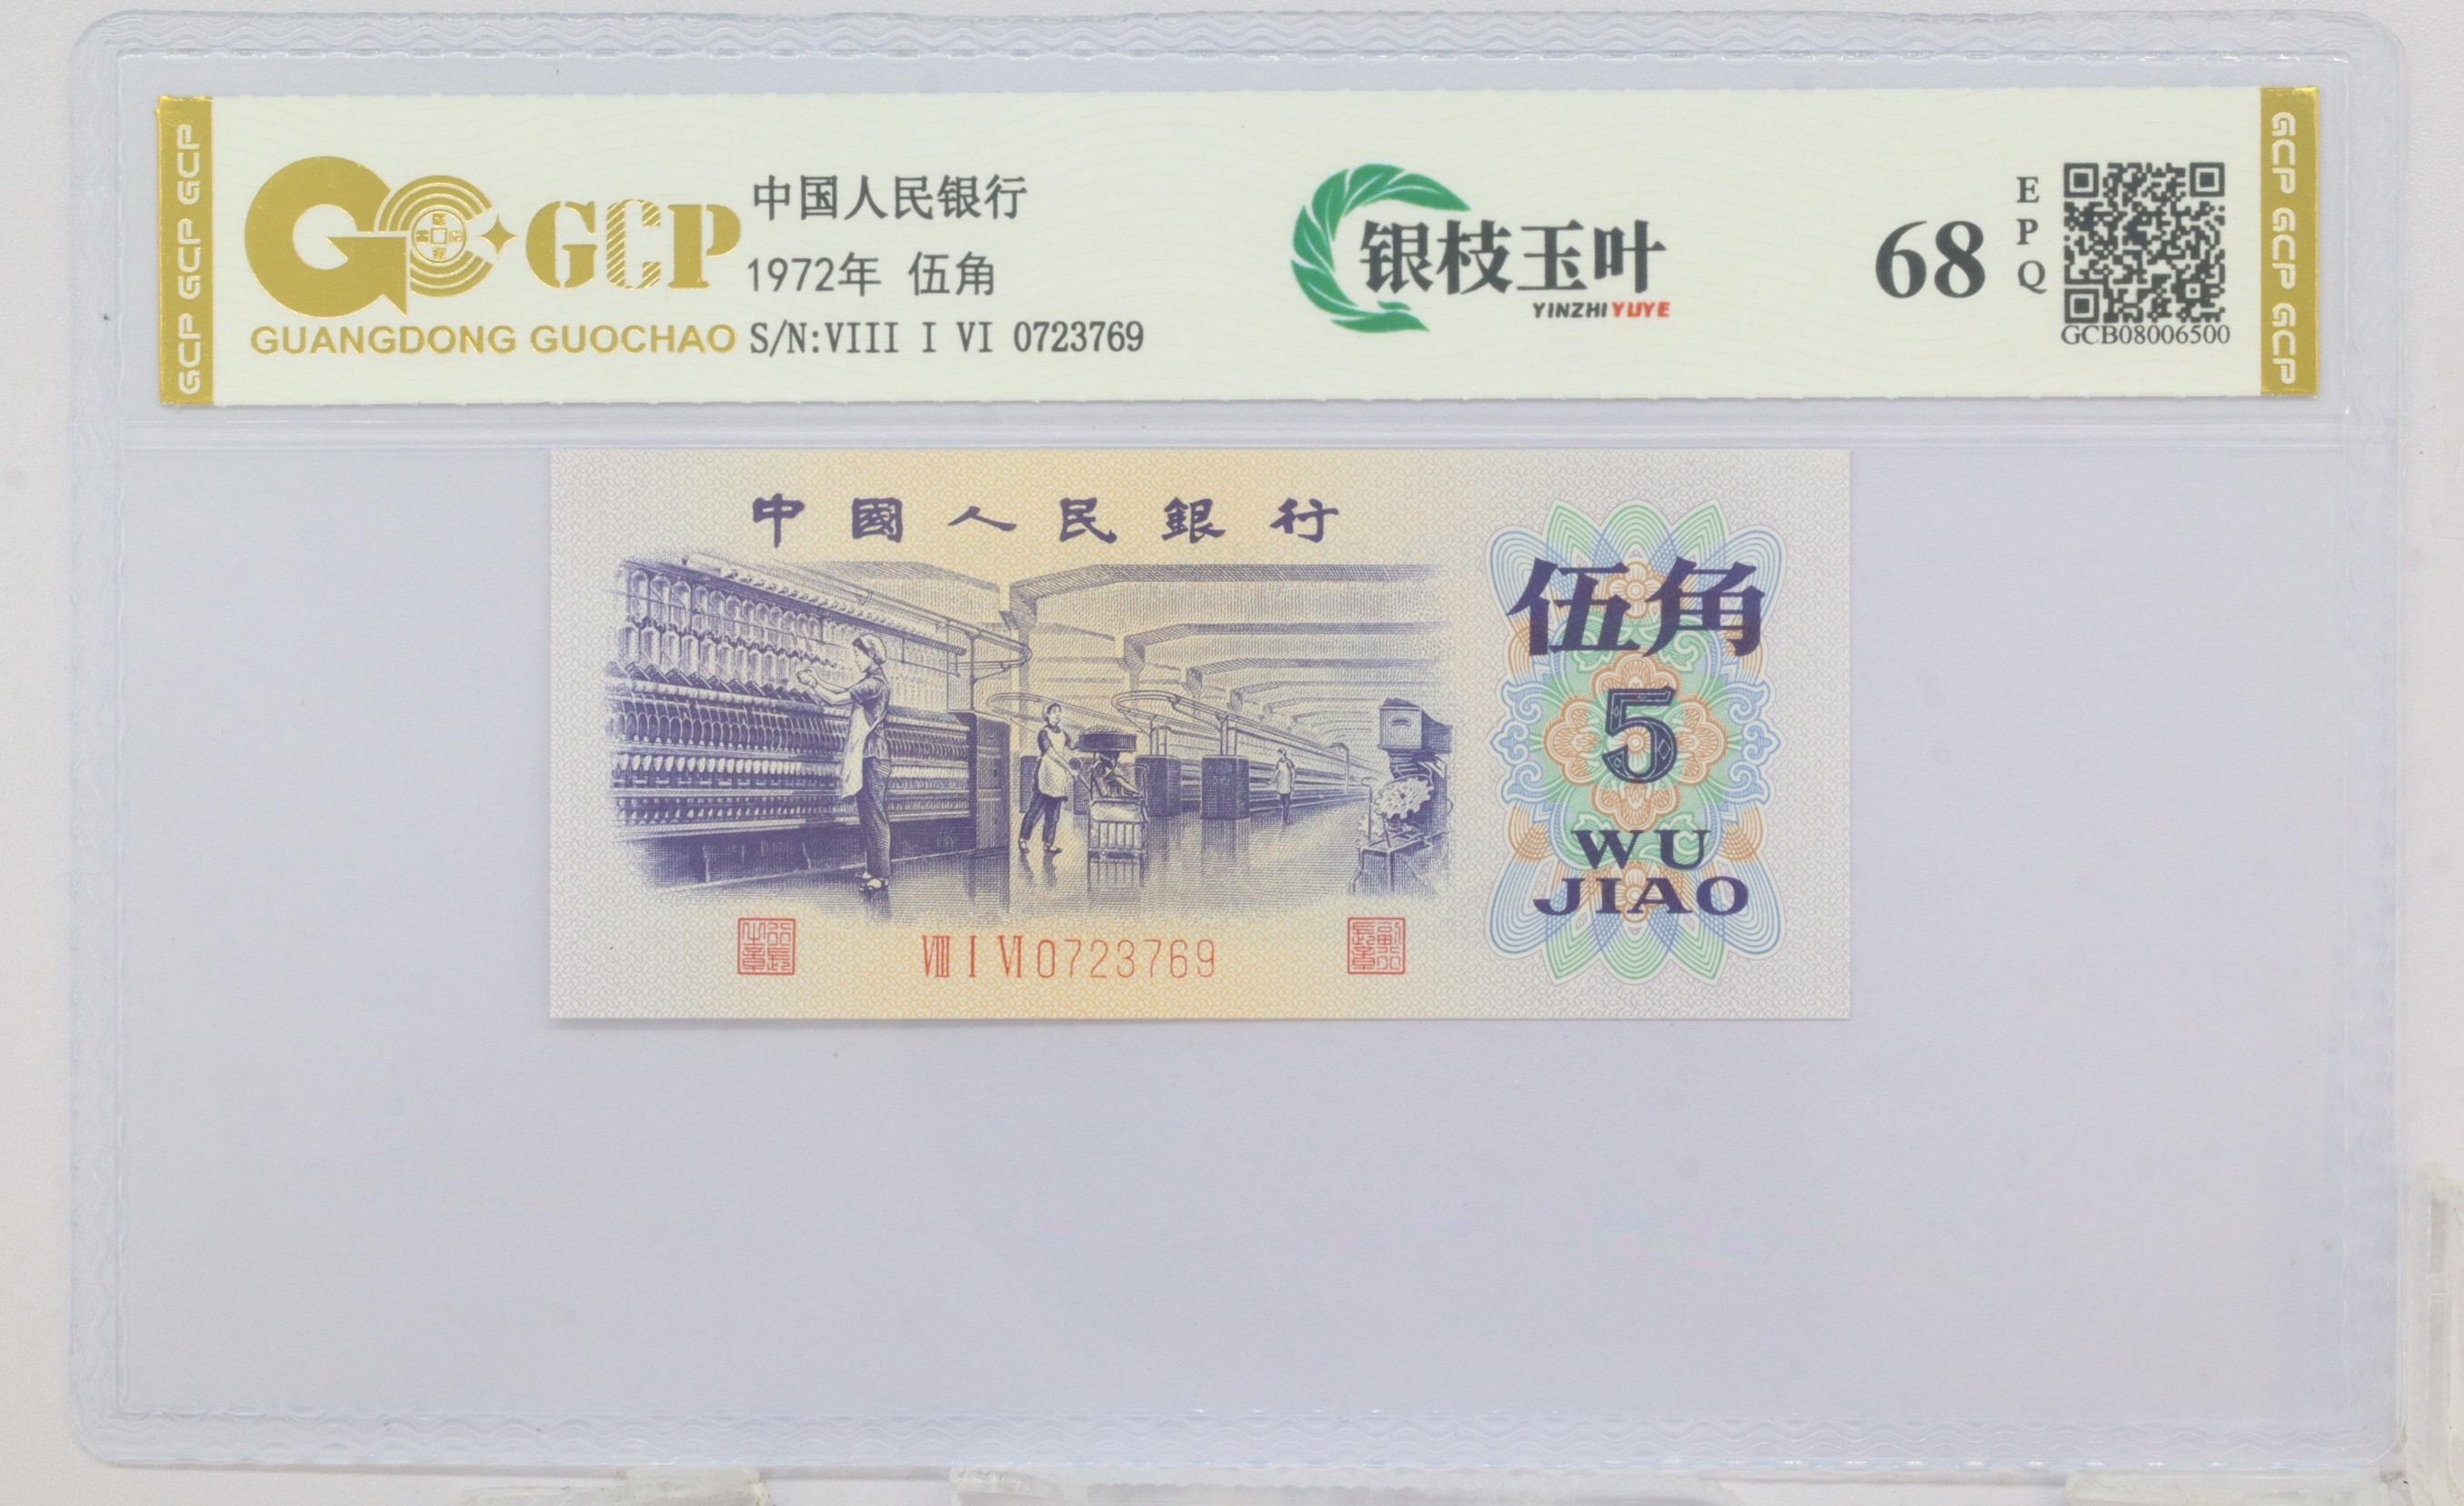 GCP GCP GCP
GCP
GUANGDONG GUOCHAO
中国人民银行
1972年 伍角
S/N:VIII I VI 0723769
银枝玉叶
YINZHIYUYE
68
EPQ
GCB08006500
GCP GCP GCP
中國人民銀行
伍角
5
WU
JIAO
VIII I VI 0723769